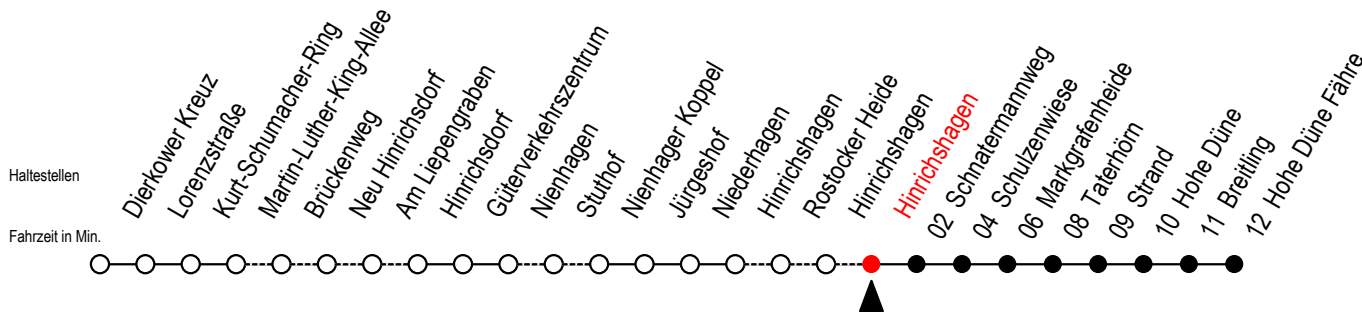 Haltestellen
Fahrzeit in Min.
Dierkower Kreuz
Lorenzstraße
Kurt-Schumacher-Ring
Martin-Luther-King-Allee
Brückenweg
Neu Hinrichsdorf
Am Liepengraben
Hinrichsdorf
Güterverkehrszentrum
Nienhagen
Stuthof
Nienhager Koppel
Jürgeshof
Niederhagen
Hinrichshagen
Rostocker Heide
Hinrichshagen
Hinrichshagen
02 Schnatermannweg
04 Schulzenwiese
06 Markgrafenheide
08 Taterhörn
09 Strand
10 Hohe Düne
11 Breitling
12 Hohe Düne Fähre